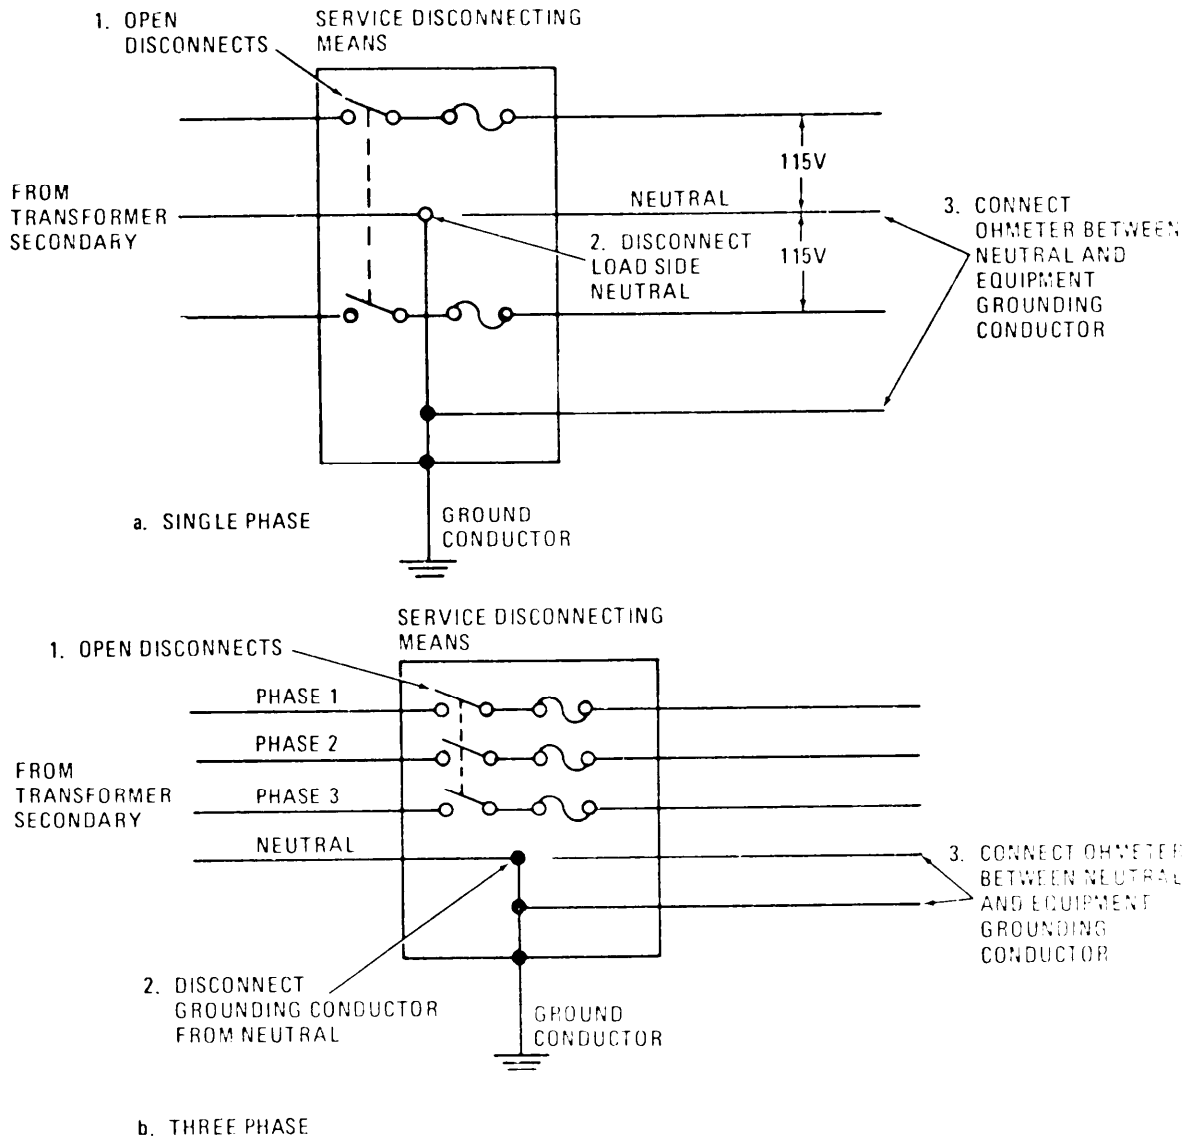 1. OPEN
DISCONNECTS
SERVICE DISCONNECTING
MEANS
115V
FROM
TRANSFORMER
SECONDARY
NEUTRAL
2. DISCONNECT
LOAD SIDE
NEUTRAL
115V
3. CONNECT
OHMETER BETWEEN
NEUTRAL AND
EQUIPMENT
GROUNDING
CONDUCTOR
a. SINGLE PHASE
GROUND
CONDUCTOR
SERVICE DISCONNECTING
MEANS
1. OPEN DISCONNECTS
PHASE 1
PHASE 2
FROM
TRANSFORMER
SECONDARY
PHASE 3
NEUTRAL
3. CONNECT OHMETER
BETWEEN NEUTRAL
AND EQUIPMENT
GROUNDING
CONDUCTOR
2. DISCONNECT
GROUNDING CONDUCTOR
FROM NEUTRAL
GROUND
CONDUCTOR
b. THREE PHASE